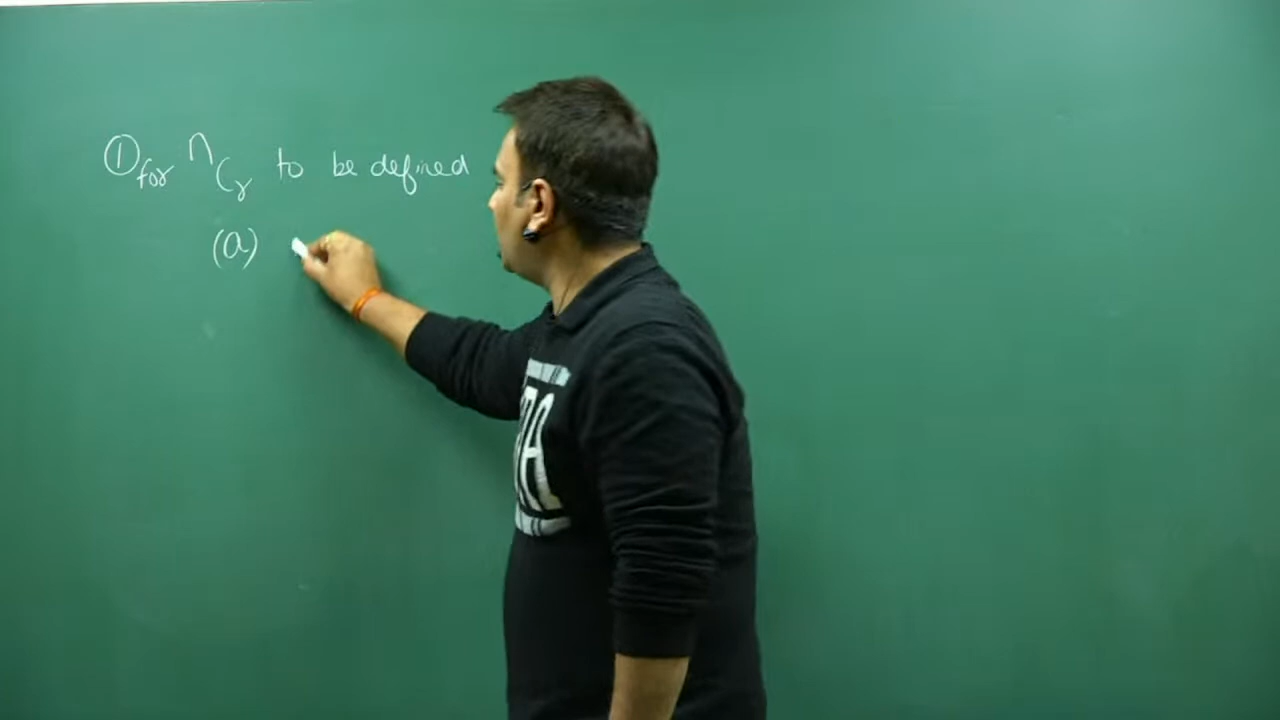 ① for nCr to be defined
(a)